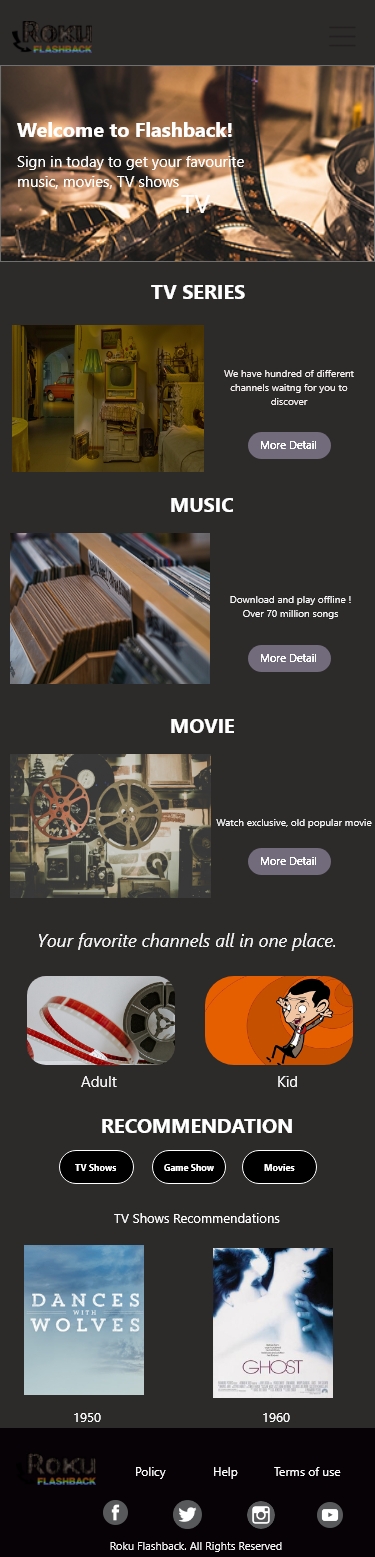 Roku
FLASHBACK
Welcome to Flashback!
Sign in today to get your favourite
music, movies, TV shows
TV
TV SERIES
We have hundred of different
channels waitng for you to
discover
More Detail
MUSIC
Download and play offline !
Over 70 million songs
More Detail
MOVIE
Watch exclusive, old popular movie
More Detail
Your favorite channels all in one place.
Adult
Kid
RECOMMENDATION
TV Shows
Game Show
Movies
TV Shows Recommendations
DANCES
WITH
WOLVES
GHOST
1950
1960
Roku
FLASHBACK
Policy
Help
Terms of use
Roku Flashback. All Rights Reserved